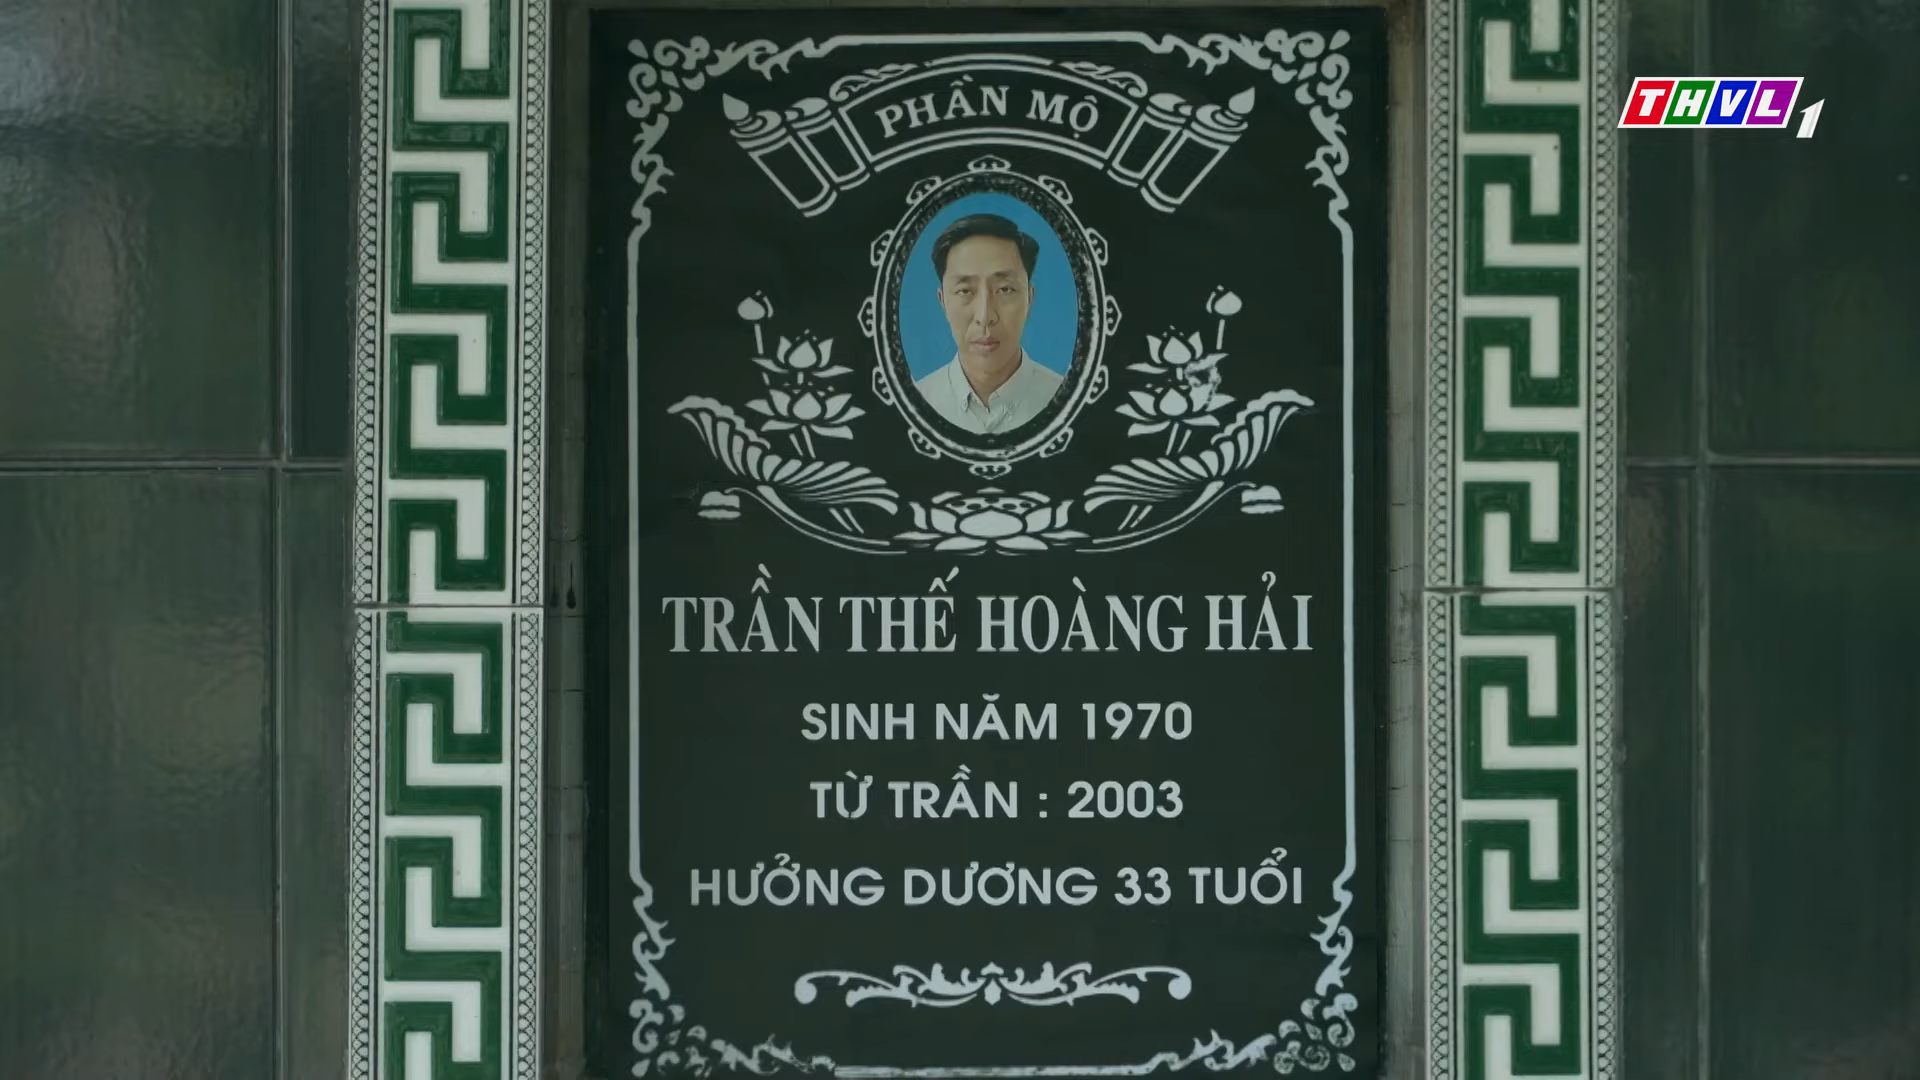 THVL1
PHẦN MỘ
TRẦN THẾ HOÀNG HẢI
SINH NĂM 1970
TỪ TRẦN : 2003
HƯỞNG DƯƠNG 33 TUỔI